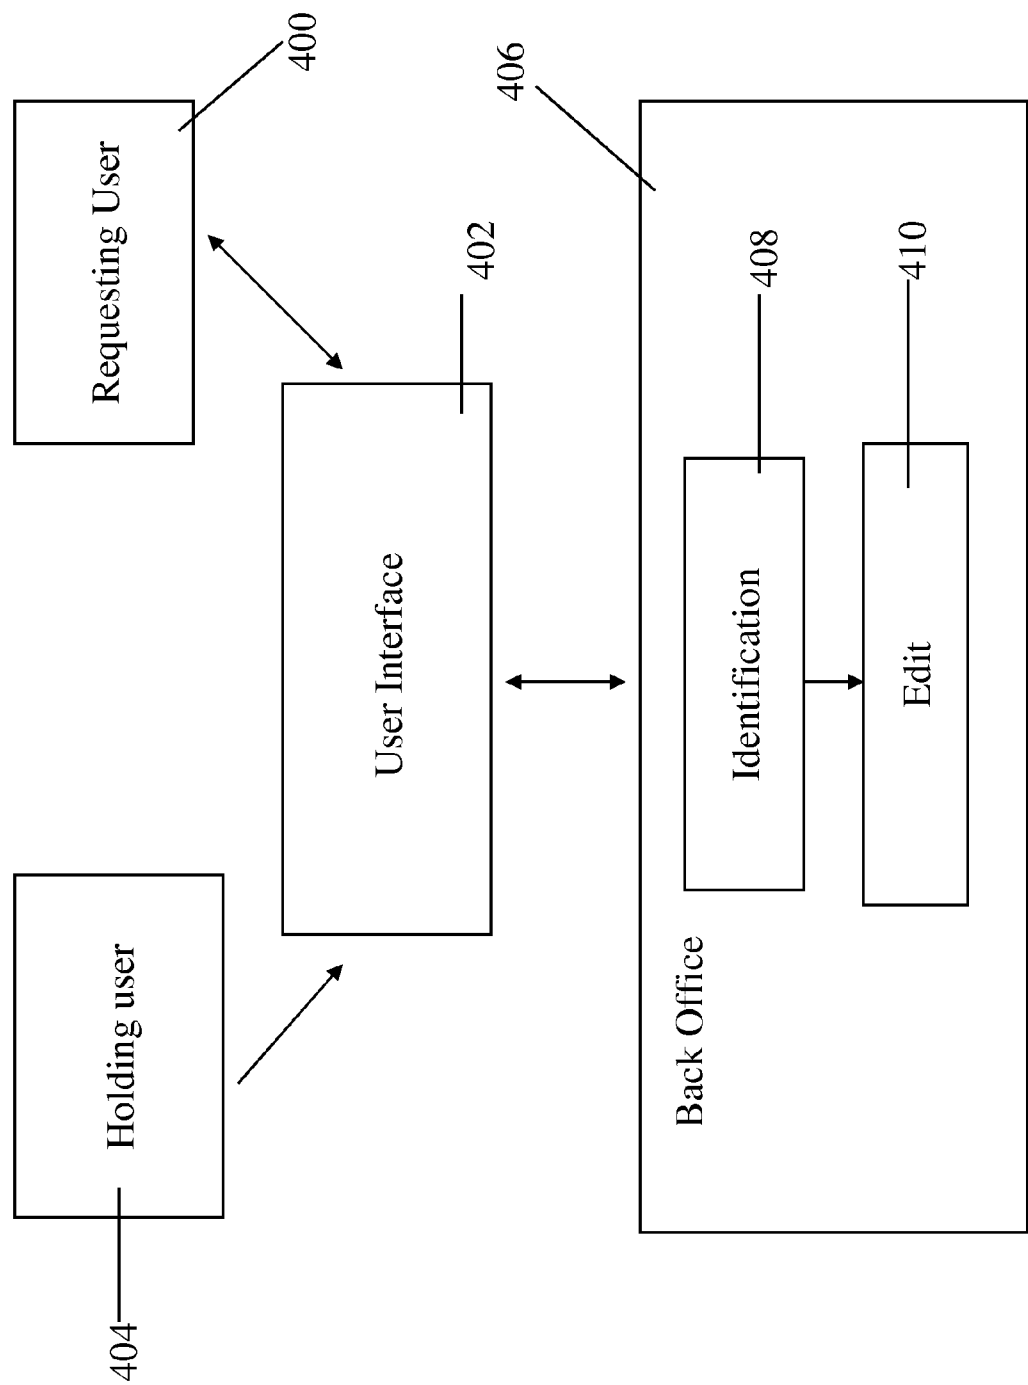 Holding user
404
Requesting User
400
User Interface
402
406
Back Office
Identification
408
Edit
410